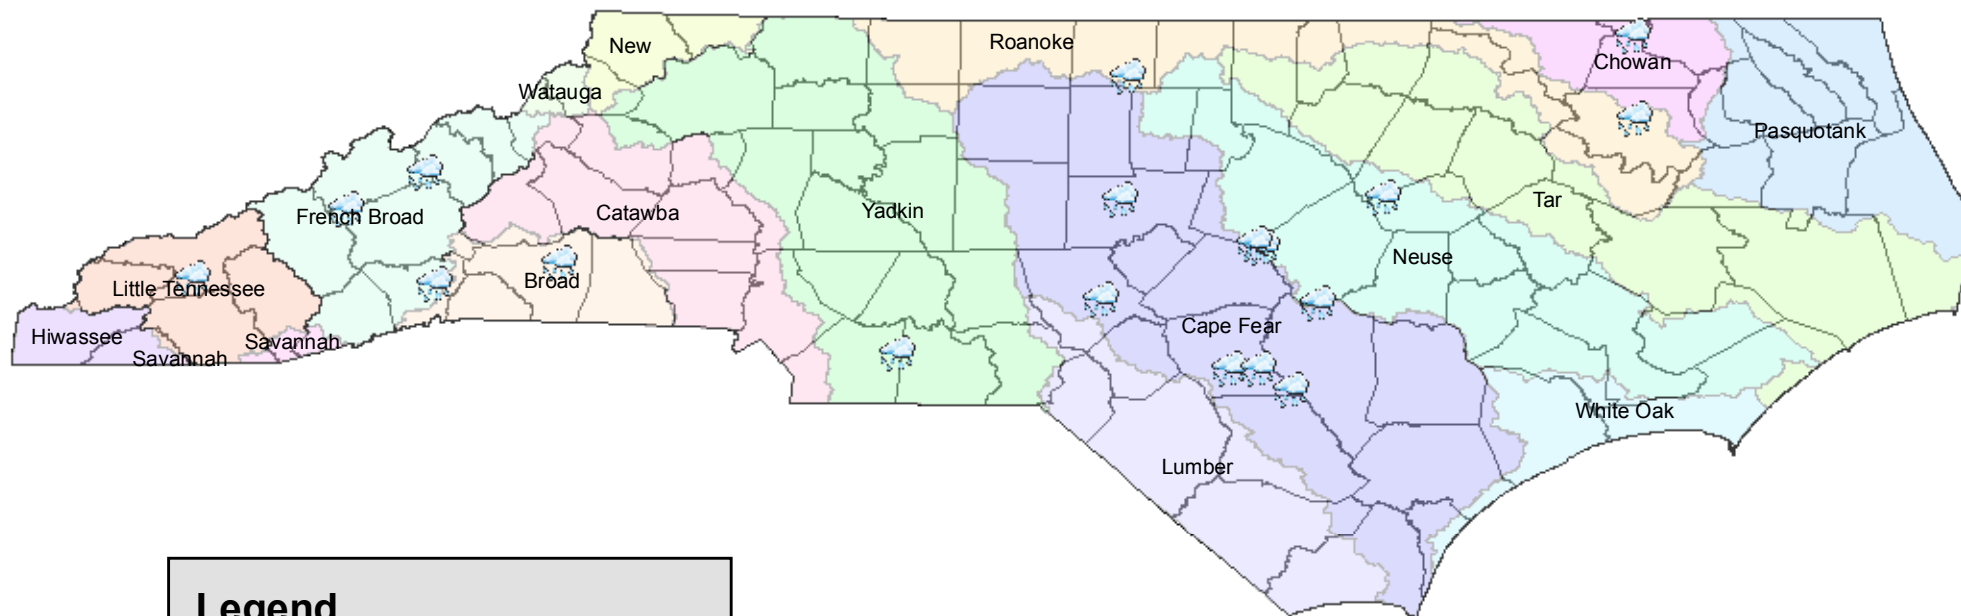 New
Roanoke
Chowan
Watauga
Pasquotank
French Broad
Catawba
Yadkin
Tar
Neuse
Broad
Little Tennessee
Cape Fear
Hiwassee
Savannah
Savannah
White Oak
Lumber
Legend